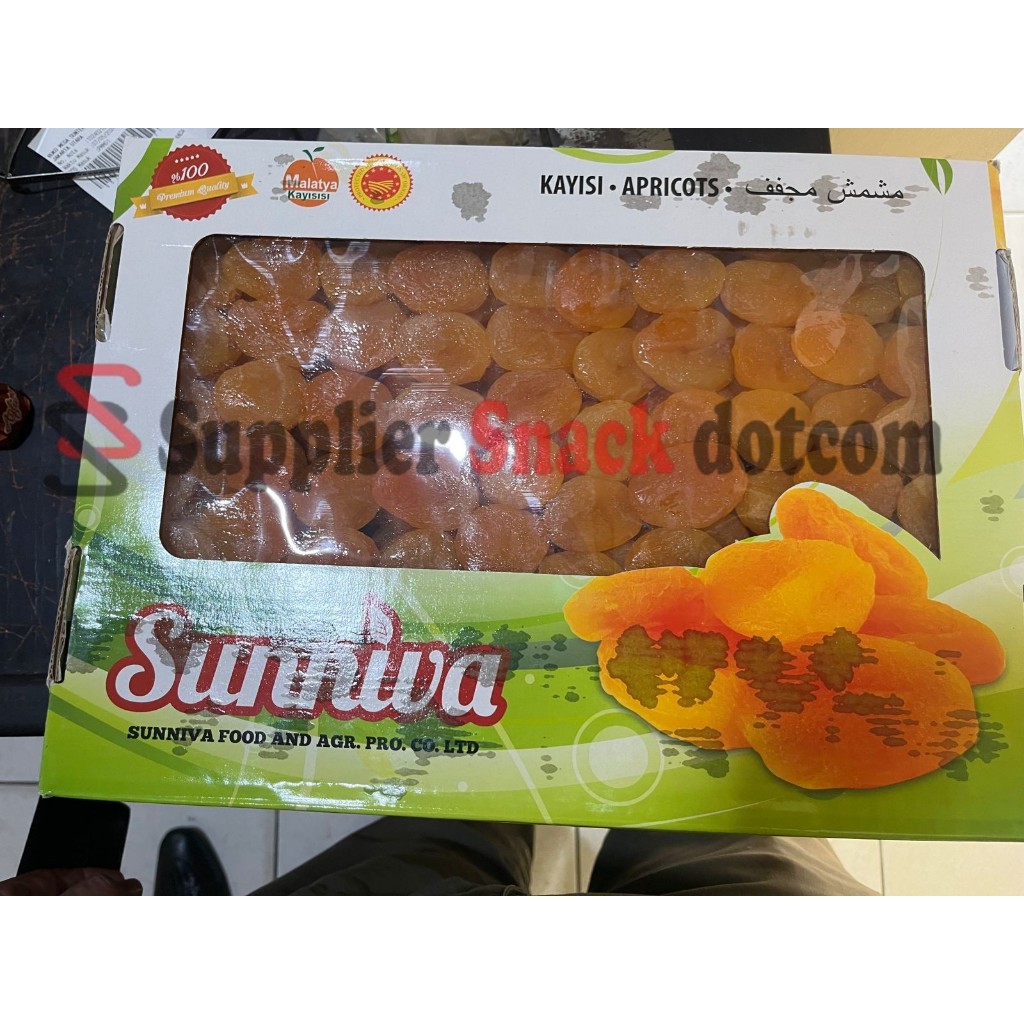 %100
Premium Quality
Malatya
Kayısısı
KAYISI • APRICOTS • مشمش مجفف
Supplier Snack dotcom
Sunniva
SUNNIVA FOOD AND AGR. PRO. CO. LTD